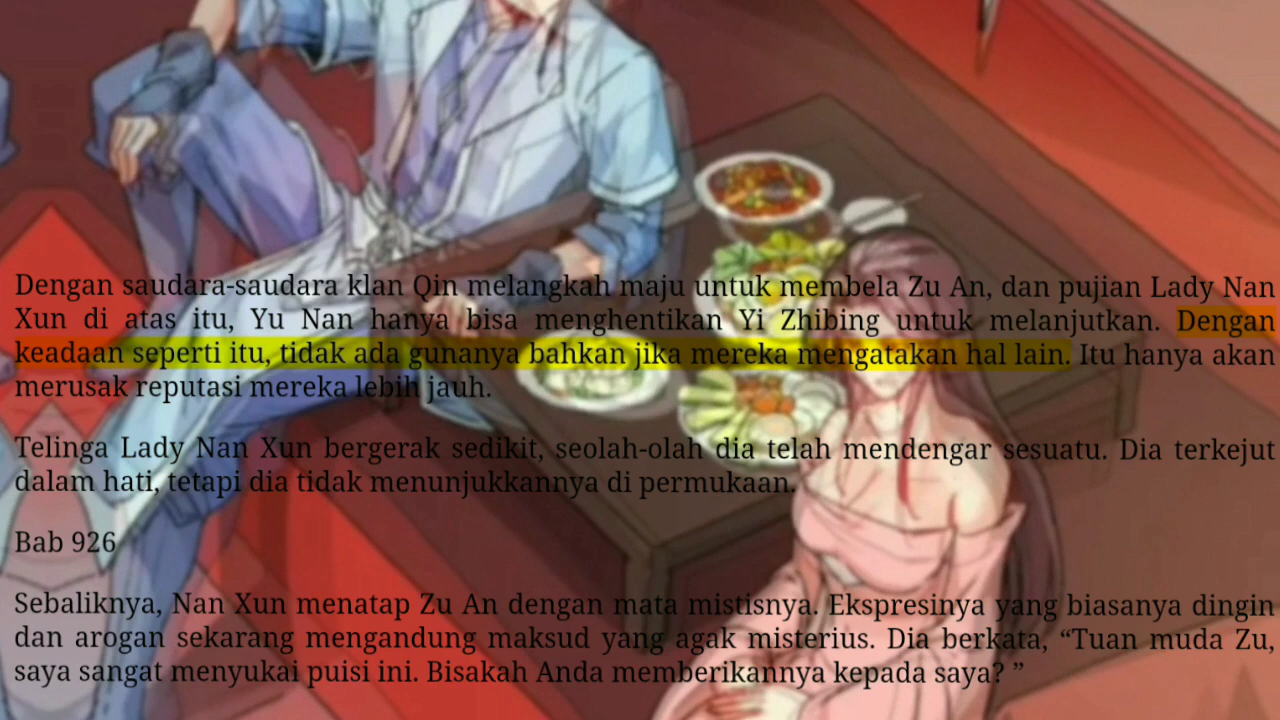 Dengan saudara-saudara klan Qin melangkah maju untuk membela Zu An, dan pujian Lady Nan
Xun di atas itu, Yu Nan hanya bisa menghentikan Yi Zhibing untuk melanjutkan. Dengan
keadaan seperti itu, tidak ada gunanya bahkan jika mereka mengatakan hal lain. Itu hanya akan
merusak reputasi mereka lebih jauh.
Telinga Lady Nan Xun bergerak sedikit, seolah-olah dia telah mendengar sesuatu. Dia terkejut
dalam hati, tetapi dia tidak menunjukkannya di permukaan.
Bab 926
Sebaliknya, Nan Xun menatap Zu An dengan mata mistisnya. Ekspresinya yang biasanya dingin
dan arogan sekarang mengandung maksud yang agak misterius. Dia berkata, “Tuan muda Zu,
saya sangat menyukai puisi ini. Bisakah Anda memberikannya kepada saya? ”